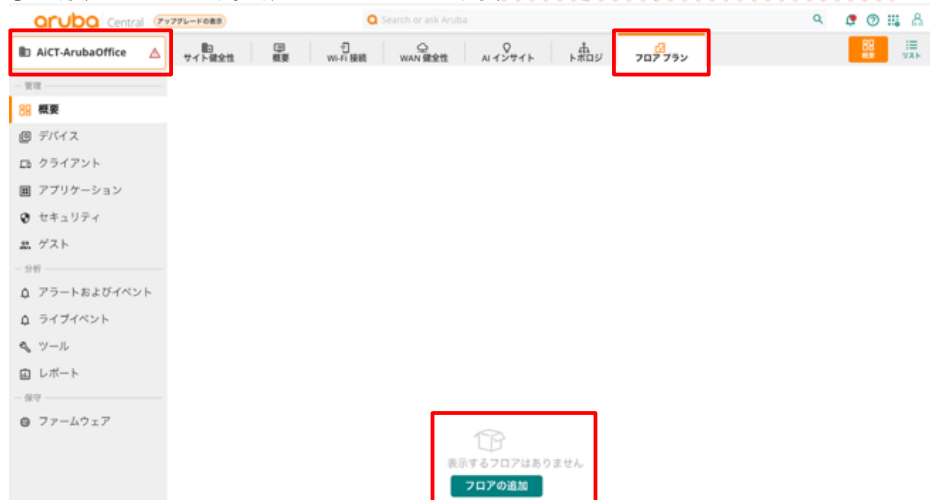 aruba Central アップグレードの表示 Search or ask Aruba
AiCT-ArubaOffice サイト健全性 概要 Wi-Fi 接続 WAN 健全性 AI インサイト トポロジ フロア プラン 概要 リスト
管理
概要
デバイス
クライアント
アプリケーション
セキュリティ
ゲスト
分析
アラートおよびイベント
ライブイベント
ツール
レポート
保守
ファームウェア
表示するフロアはありません
フロアの追加